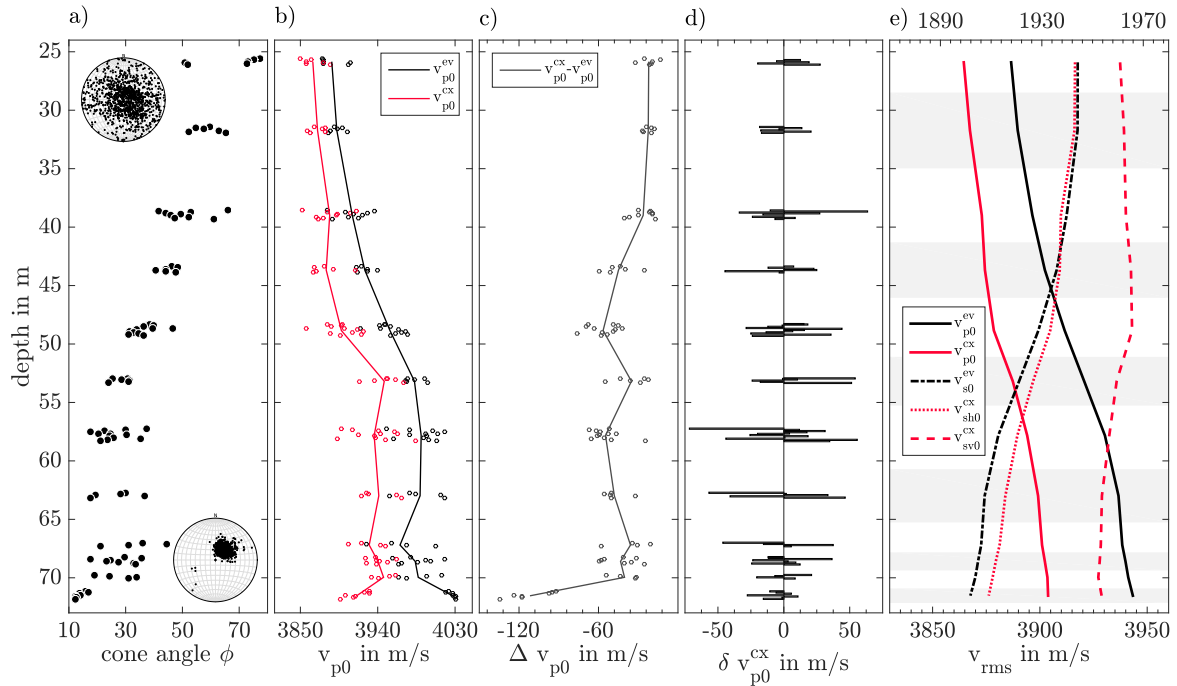 a)
b)
c)
d)
e) 1890 1930 1970
25
30
35
40
45
50
55
60
65
70
depth in m
N
N
v_p0^ev
v_p0^cx
v_p0^cx-v_p0^ev
v_p0^ev
v_p0^cx
v_s0^ev
v_sh0^cx
v_sv0^cx
10 30 50 70
3850 3940 4030
-120 -60
-50 0 50
3850 3900 3950
cone angle ϕ
v_p0 in m/s
Δ v_p0 in m/s
δ v_p0^cx in m/s
v_rms in m/s